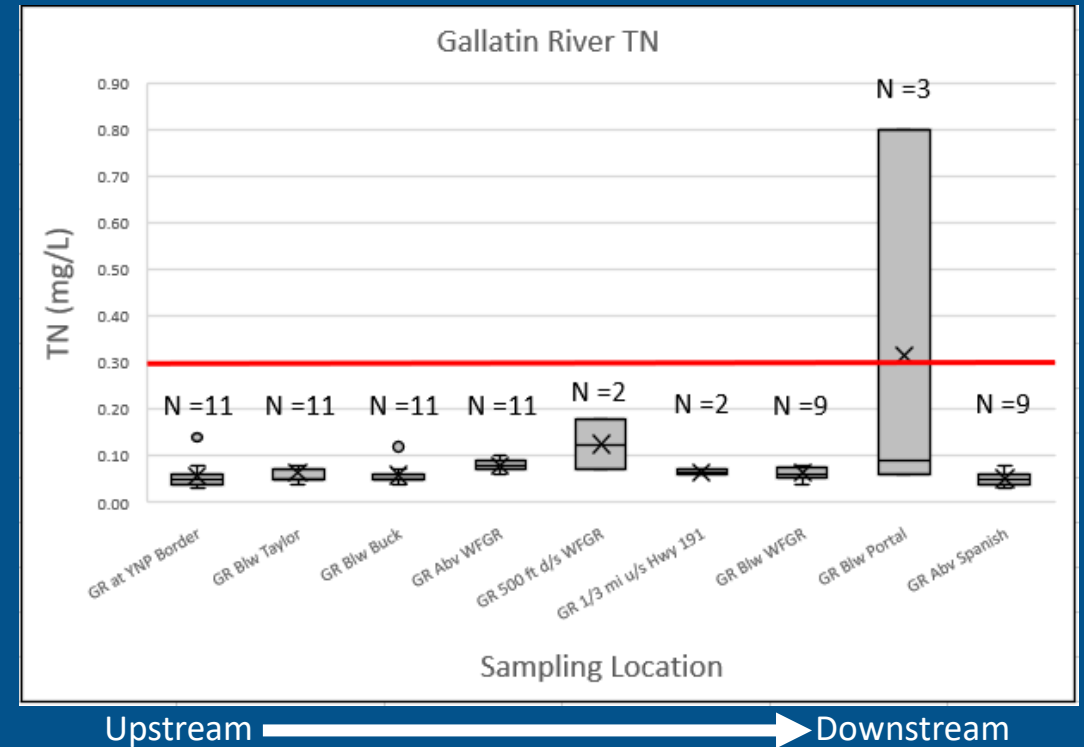 Gallatin River TN
TN (mg/L)
0.90
0.80
0.70
0.60
0.50
0.40
0.30
0.20
0.10
0.00
N =11
N =11
N =11
N =11
N =2
N =2
N =9
N =3
N =9
GR at YNP Border
GR Blw Taylor
GR Blw Buck
GR Abv WFGR
GR 500 ft d/s WFGR
GR 1/3 mi u/s Hwy 191
GR Blw WFGR
GR Blw Portal
GR Abv Spanish
Sampling Location
Upstream
Downstream